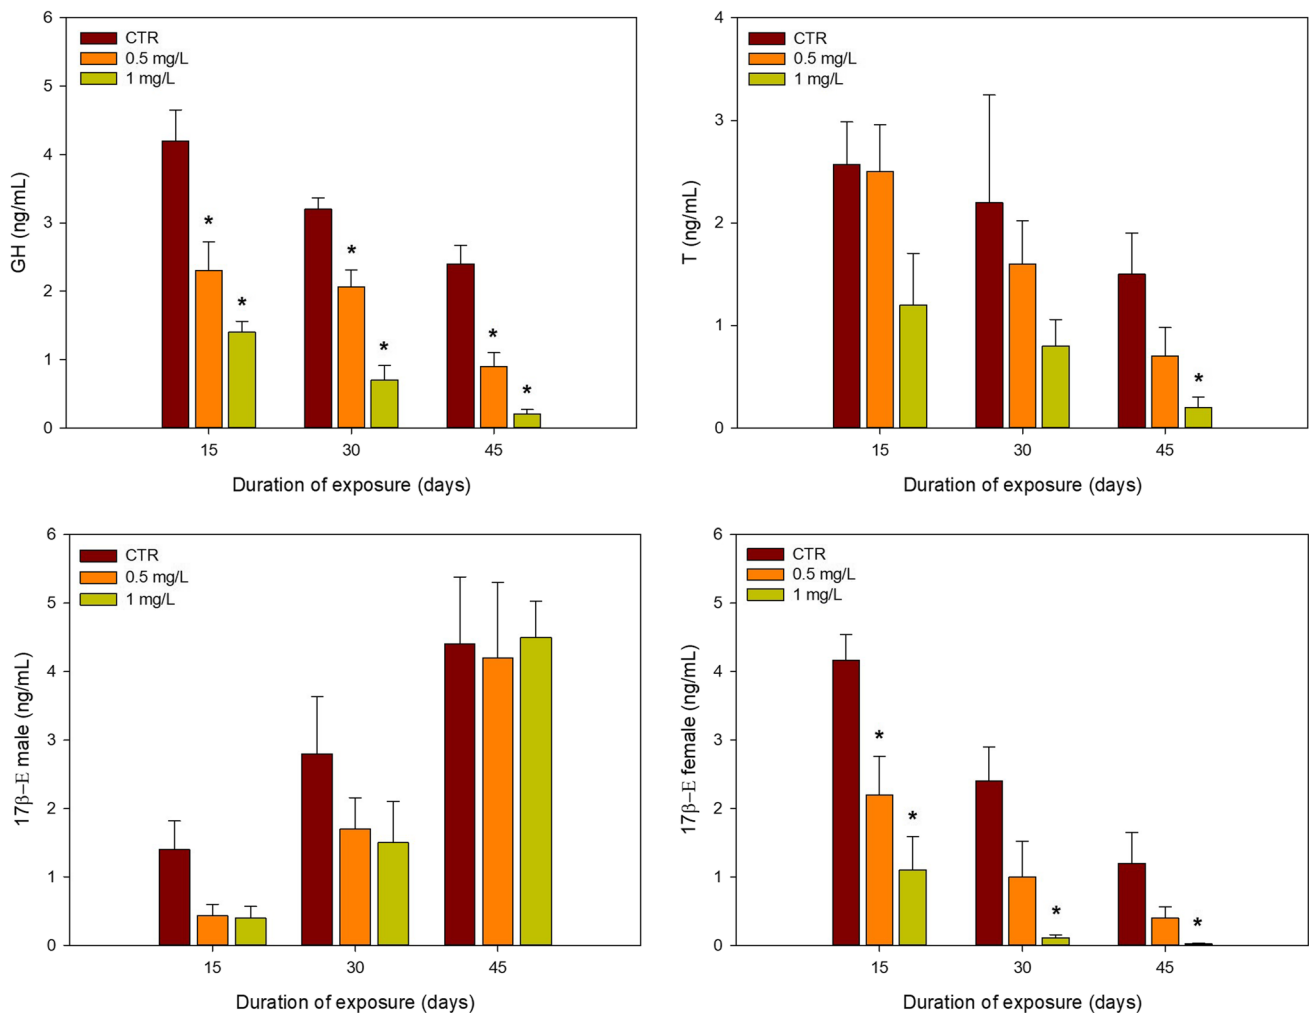 6
5
4
3
2
1
0
GH (ng/mL)
CTR
0.5 mg/L
1 mg/L
*
*
*
*
*
*
15 30 45
Duration of exposure (days)
4
3
2
1
0
T (ng/mL)
CTR
0.5 mg/L
1 mg/L
*
15 30 45
Duration of exposure (days)
6
5
4
3
2
1
0
17β−E male (ng/mL)
CTR
0.5 mg/L
1 mg/L
15 30 45
Duration of exposure (days)
6
5
4
3
2
1
0
17β−E female (ng/mL)
CTR
0.5 mg/L
1 mg/L
*
*
*
*
15 30 45
Duration of exposure (days)